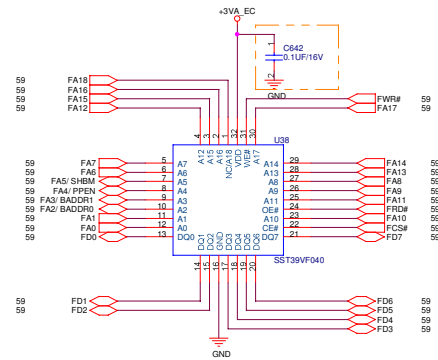 +3VA_EC
1
C642
0.1UF/16V
2
GND
59 FA18
59 FA16
59 FA15
59 FA12
FWR# 59
FA17 59
4 3 2 1 32 31 30
U38
A12 A15 A16 NC/A18 VDD WE# A17
59 FA7 5 A7 A14 29 FA14 59
59 FA6 6 A6 A13 28 FA13 59
59 FA5/ SHBM 7 A5 A8 27 FA8 59
59 FA4/ PPEN 8 A4 A9 26 FA9 59
59 FA3/ BADDR1 9 A3 A11 25 FA11 59
59 FA2/ BADDR0 10 A2 OE# 24 FRD# 59
59 FA1 11 A1 A10 23 FA10 59
59 FA0 12 A0 CE# 22 FCS# 59
59 FD0 13 DQ0 DQ7 21 FD7 59
DQ1 DQ2 GND DQ3 DQ4 DQ5 DQ6
SST39VF040
14 15 16 17 18 19 20
59 FD1
59 FD2
FD6 59
FD5 59
FD4 59
FD3 59
GND